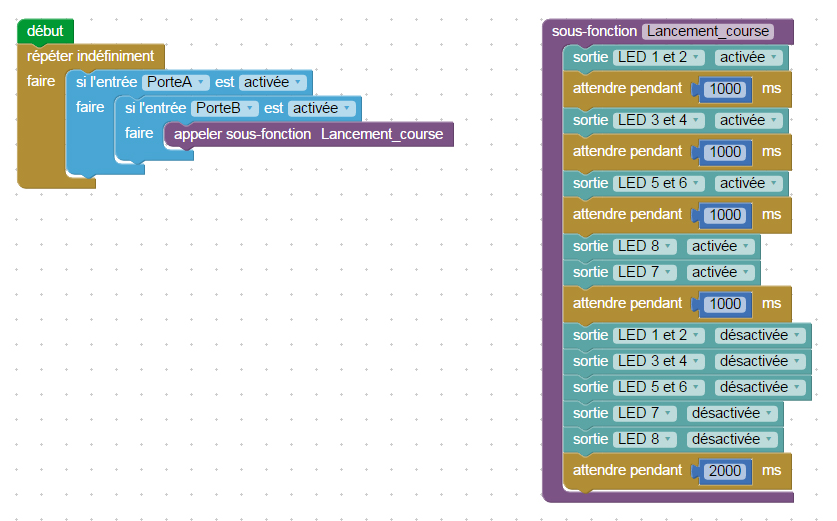 début
répéter indéfiniment
faire si l'entrée PorteA est activée
faire si l'entrée PorteB est activée
faire appeler sous-fonction Lancement_course
sous-fonction Lancement_course
sortie LED 1 et 2 activée
attendre pendant 1000 ms
sortie LED 3 et 4 activée
attendre pendant 1000 ms
sortie LED 5 et 6 activée
attendre pendant 1000 ms
sortie LED 8 activée
sortie LED 7 activée
attendre pendant 1000 ms
sortie LED 1 et 2 désactivée
sortie LED 3 et 4 désactivée
sortie LED 5 et 6 désactivée
sortie LED 7 désactivée
sortie LED 8 désactivée
attendre pendant 2000 ms